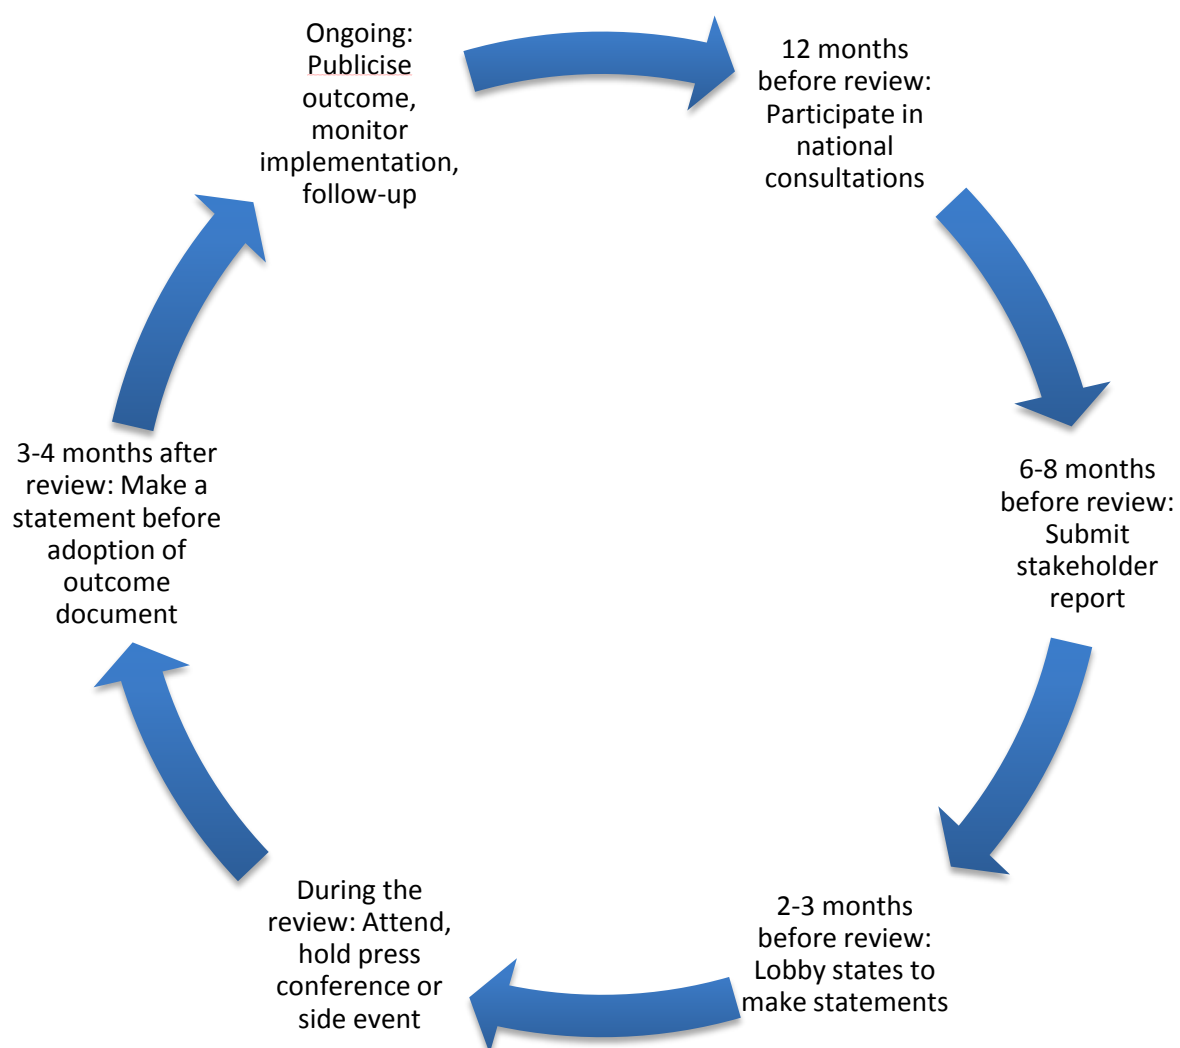 Ongoing:
Publicise
outcome,
monitor
implementation,
follow-up
12 months
before review:
Participate in
national
consultations
6-8 months
before review:
Submit
stakeholder
report
2-3 months
before review:
Lobby states to
make statements
During the
review: Attend,
hold press
conference or
side event
3-4 months after
review: Make a
statement before
adoption of
outcome
document